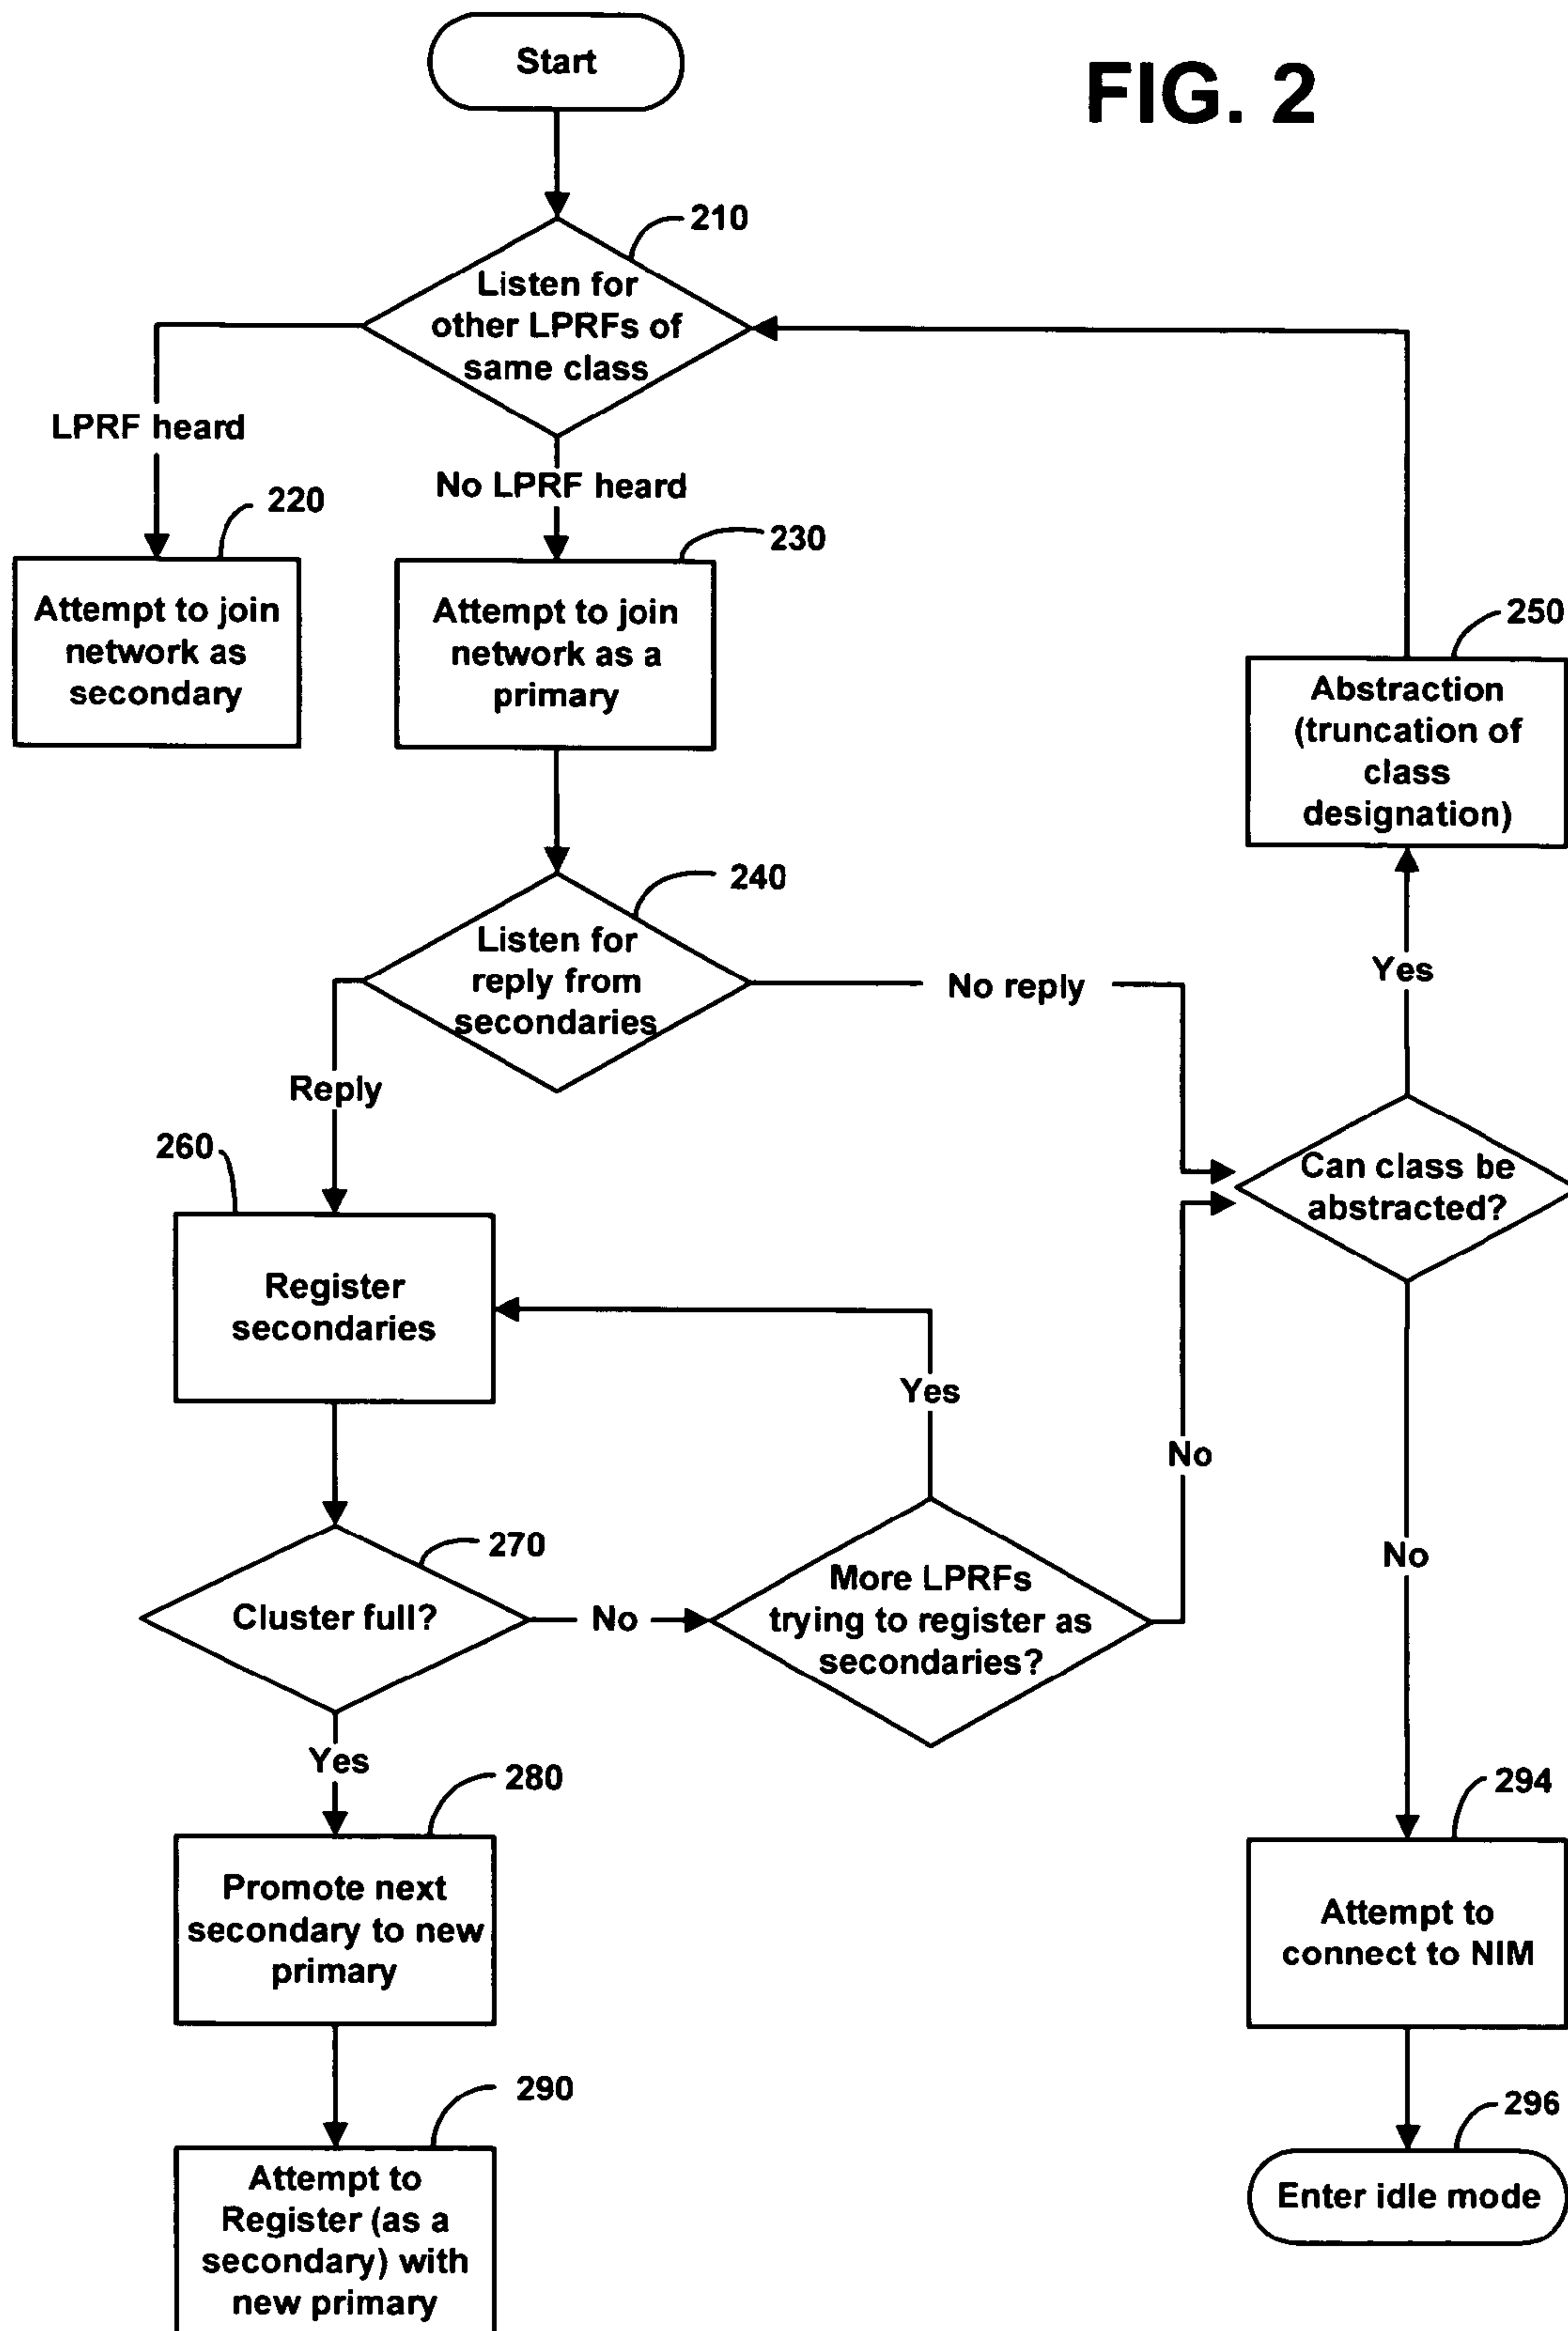 Start
FIG. 2
210
Listen for
other LPRFs of
same class
LPRF heard
No LPRF heard
220
230
Attempt to join
network as
secondary
Attempt to join
network as a
primary
250
Abstraction
(truncation of
class
designation)
240
Listen for
reply from
secondaries
No reply
Yes
Reply
260
Can class be
abstracted?
Register
secondaries
Yes
No
270
No
Cluster full?
No
More LPRFs
trying to register as
secondaries?
Yes
280
294
Promote next
secondary to new
primary
Attempt to
connect to NIM
290
296
Attempt to
Register (as a
secondary) with
new primary
Enter idle mode